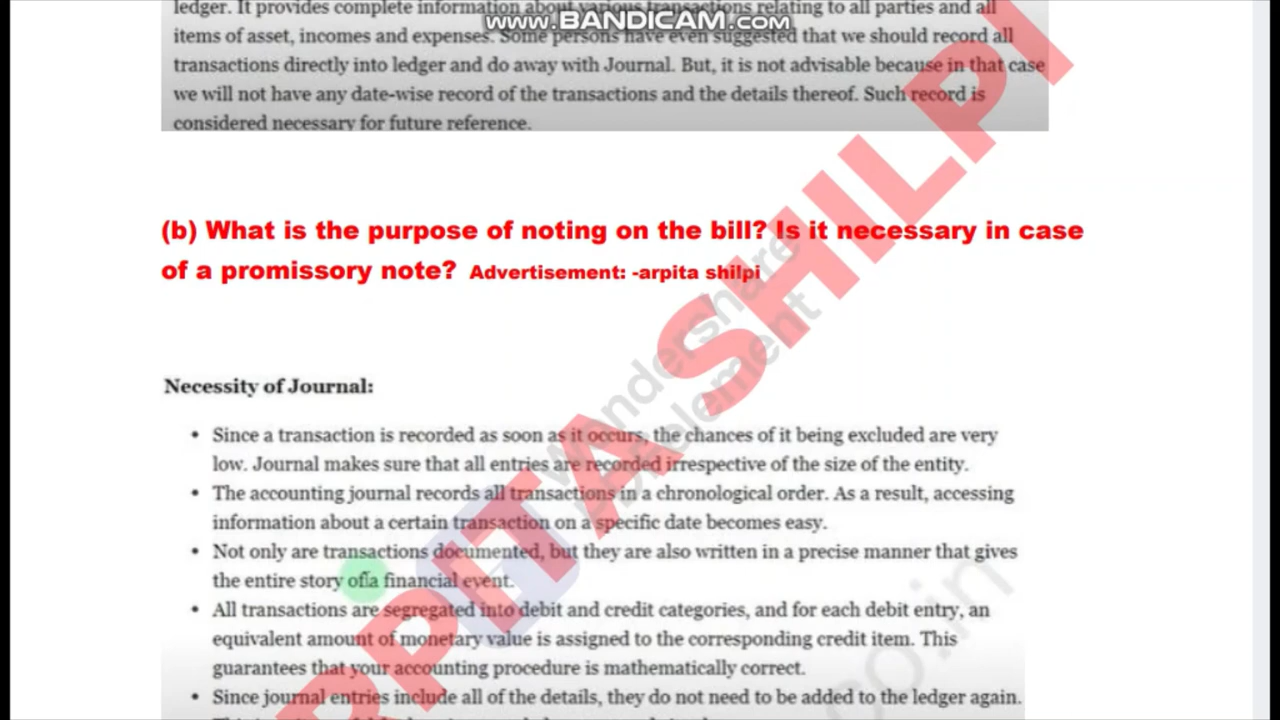 ledger. It provides complete information about various transactions relating to all parties and all
www.BANDICAM.com
items of asset, incomes and expenses. Some persons have even suggested that we should record all
transactions directly into ledger and do away with Journal. But, it is not advisable because in that case
we will not have any date-wise record of the transactions and the details thereof. Such record is
considered necessary for future reference.
(b) What is the purpose of noting on the bill? Is it necessary in case
of a promissory note? Advertisement: -arpita shilpi
Necessity of Journal:
• Since a transaction is recorded as soon as it occurs, the chances of it being excluded are very
low. Journal makes sure that all entries are recorded irrespective of the size of the entity.
• The accounting journal records all transactions in a chronological order. As a result, accessing
information about a certain transaction on a specific date becomes easy.
• Not only are transactions documented, but they are also written in a precise manner that gives
the entire story of a financial event.
• All transactions are segregated into debit and credit categories, and for each debit entry, an
equivalent amount of monetary value is assigned to the corresponding credit item. This
guarantees that your accounting procedure is mathematically correct.
• Since journal entries include all of the details, they do not need to be added to the ledger again.
RPITA SHILPI
Wondershare
PDFelement
co.in